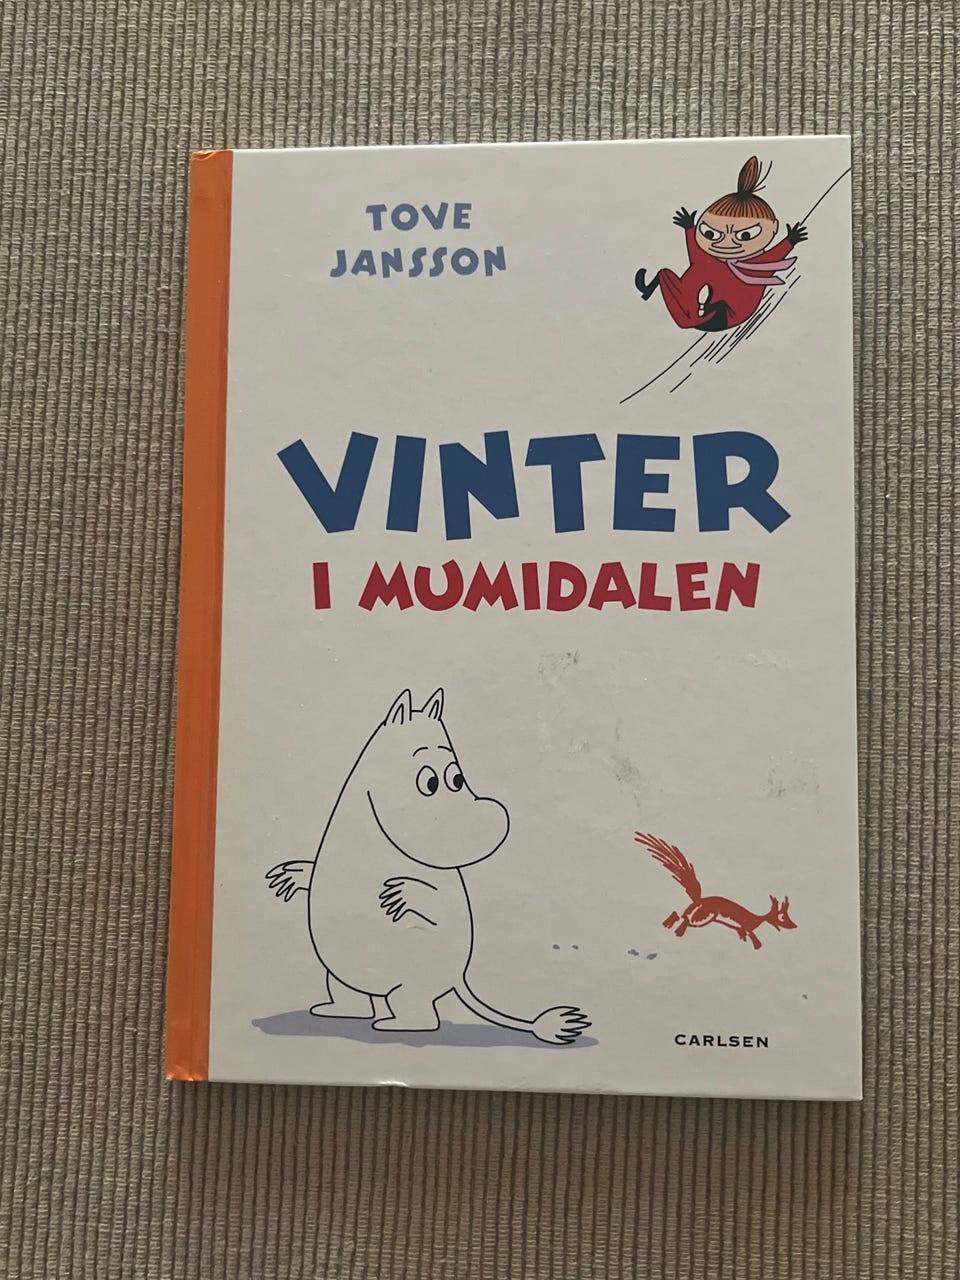 TOVE
JANSSON
VINTER
I MUMIDALEN
CARLSEN